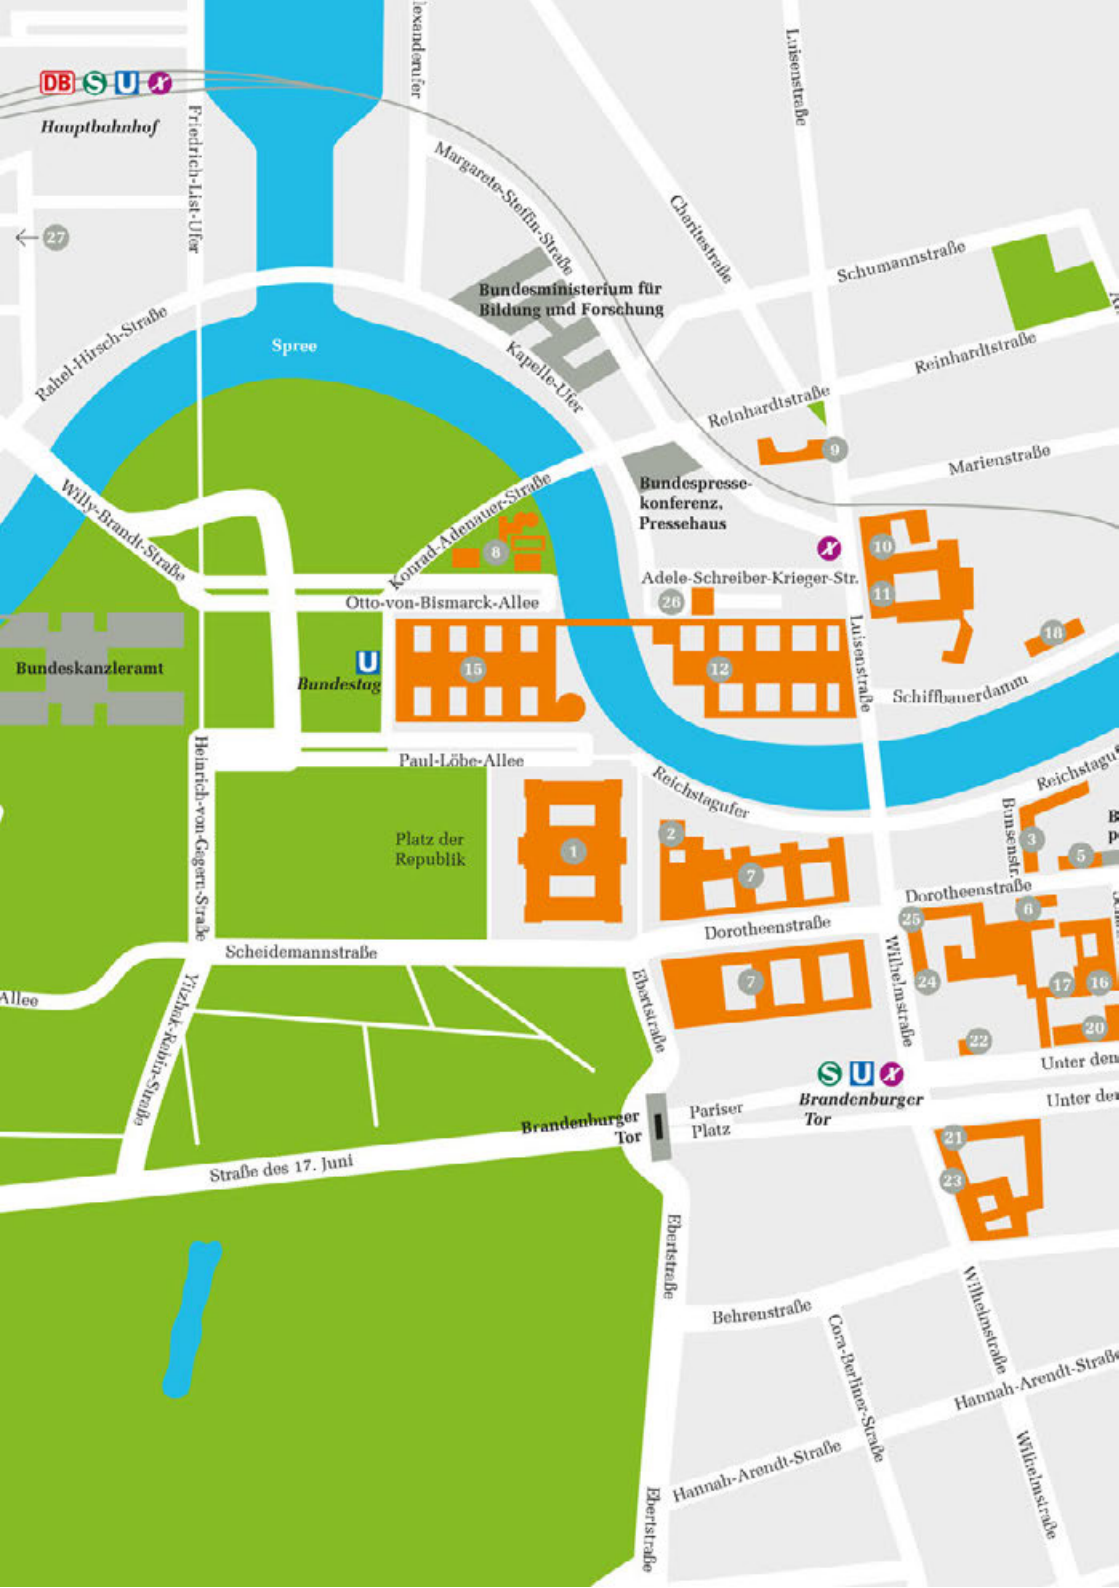 DB S U X
Hauptbahnhof
Friedrich-List-Ufer
lexanderufer
Luisenstraße
27
Margarete-Steffin-Straße
Charitéstraße
Schumannstraße
Bundesministerium für
Bildung und Forschung
Rahel-Hirsch-Straße
Spree
Kapelle-Ufer
Reinhardtstraße
Reinhardtstraße
9
Marienstraße
Willy-Brandt-Straße
Konrad-Adenauer-Straße
Bundespresse-
konferenz,
Pressehaus
8
X
10
Adele-Schreiber-Krieger-Str.
Otto-von-Bismarck-Allee
26
11
18
Bundeskanzleramt
U
Bundestag
15
12
Luisenstraße
Schiffbauerdamm
Heinrich-von-Gagern-Straße
Paul-Löbe-Allee
Reichstagufer
Reichstagu
Platz der
Republik
1
2
7
Bunsenstr.
3
5
B
p
Dorotheenstraße
6
Dorotheenstraße
25
Scheidemannstraße
Allee
Yitzhak-Rabin-Straße
Ebertstraße
7
Wilhelmstraße
24
17
16
20
22
S U X
Brandenburger
Tor
Unter den
Unter der
Brandenburger
Tor
Pariser
Platz
Straße des 17. Juni
21
23
Ebertstraße
Behrenstraße
Cora-Berliner-Straße
Wilhelmstraße
Hannah-Arendt-Straße
Hannah-Arendt-Straße
Wilhelmstraße
Ebertstraße